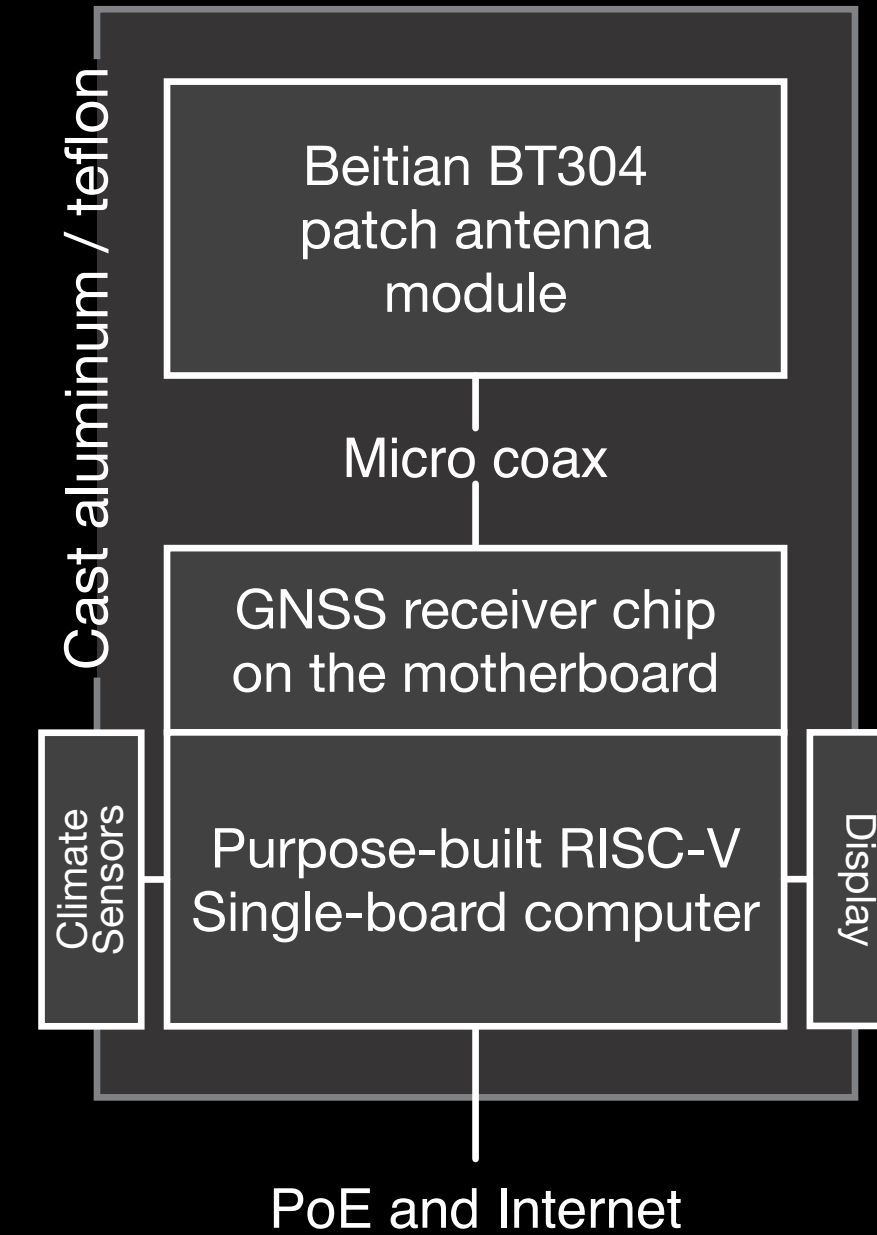 Cast aluminum / teflon
Beitian BT304
patch antenna
module
Micro coax
GNSS receiver chip
on the motherboard
Climate
Sensors
Purpose-built RISC-V
Single-board computer
Display
PoE and Internet